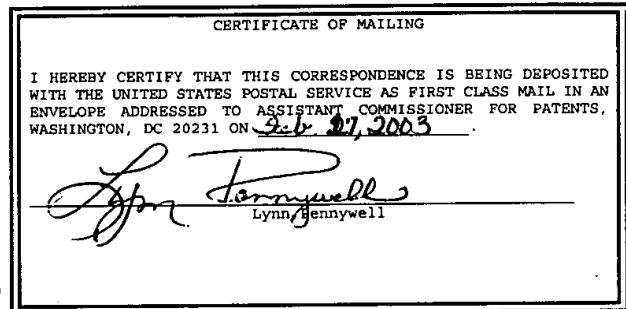 CERTIFICATE OF MAILING
I HEREBY CERTIFY THAT THIS CORRESPONDENCE IS BEING DEPOSITED
WITH THE UNITED STATES POSTAL SERVICE AS FIRST CLASS MAIL IN AN
ENVELOPE ADDRESSED TO ASSISTANT COMMISSIONER FOR PATENTS,
WASHINGTON, DC 20231 ON Feb 27, 2003.
Lynn Pennywell
Lynn Pennywell